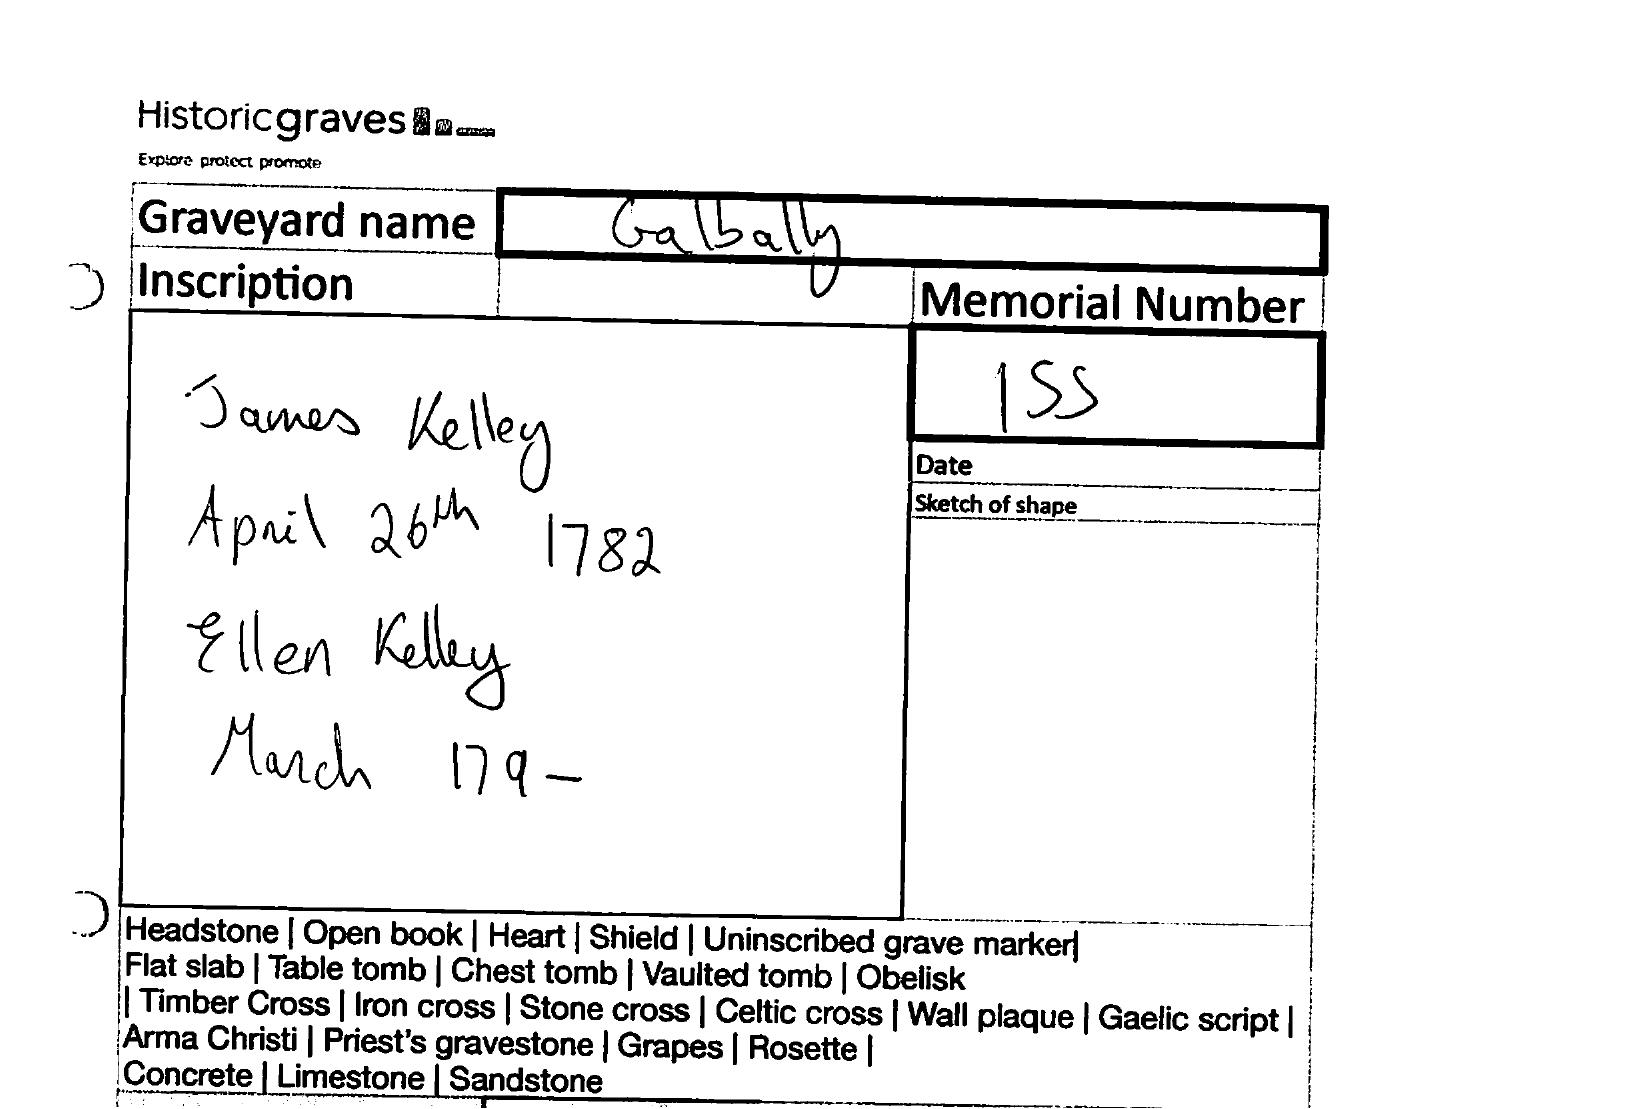 Historicgraves
Explore protect promote
Graveyard name Galbally
Inscription
Memorial Number
155
Date
Sketch of shape
James Kelley
April 26th 1782
Ellen Kelley
March 179-
Headstone | Open book | Heart | Shield | Uninscribed grave marker|
Flat slab | Table tomb | Chest tomb | Vaulted tomb | Obelisk
| Timber Cross | Iron cross | Stone cross | Celtic cross | Wall plaque | Gaelic script |
Arma Christi | Priest's gravestone | Grapes | Rosette |
Concrete | Limestone | Sandstone